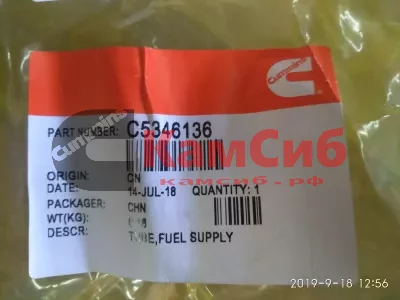 Cummins
PART NUMBER: C5346136
Cummins КамСиб
камсиб.рф
ORIGIN: CN
DATE: 14-JUL-18 QUANTITY: 1
PACKAGER: CHN
WT(KG):
DESCR: TUBE,FUEL SUPPLY
2019-9-18 12:56